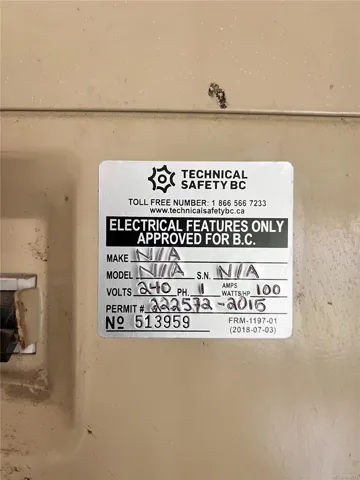 TECHNICAL
SAFETY BC
TOLL FREE NUMBER: 1 866 566 7233
www.technicalsafetybc.ca
ELECTRICAL FEATURES ONLY
APPROVED FOR B.C.
MAKE N/A
MODEL N/A S.N. N/A
VOLTS 240 PH. 1 AMPS WATTS/HP 100
PERMIT # 222572-2015
Nº 513959 FRM-1197-01
(2018-07-03)